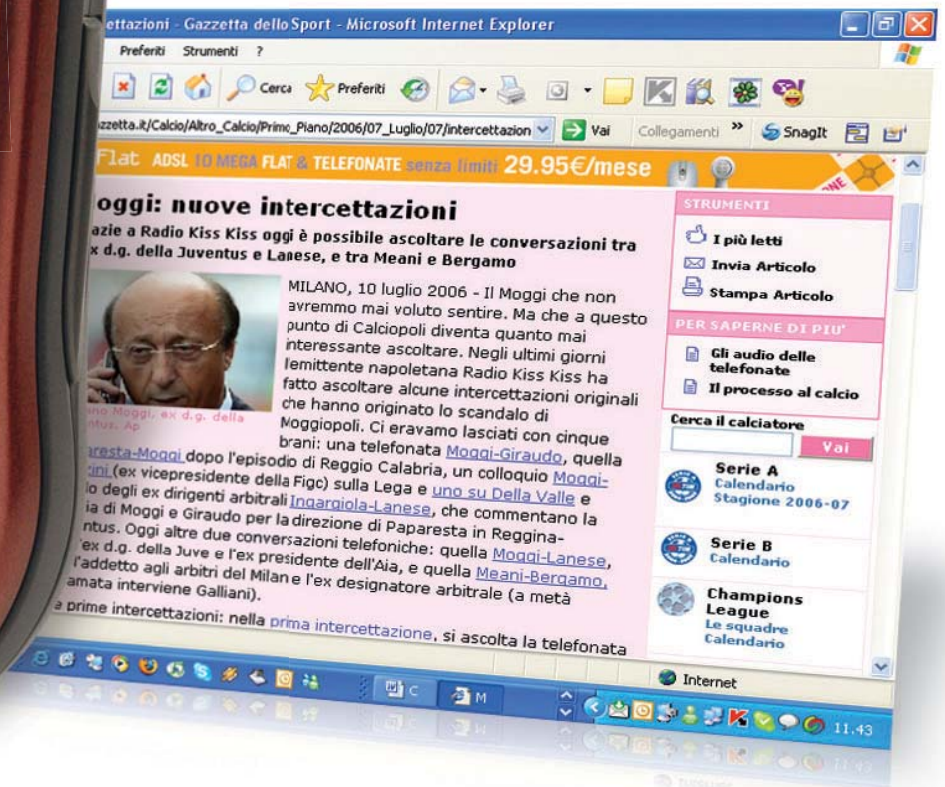 ettazioni - Gazzetta dello Sport - Microsoft Internet Explorer
Preferiti Strumenti ?
Cerca Preferiti
zzetta.it/Calcio/Altro_Calcio/Primo_Piano/2006/07_Luglio/07/intercettazion Vai Collegamenti » SnagIt
Flat ADSL 10 MEGA FLAT & TELEFONATE senza limiti 29.95€/mese
oggi: nuove intercettazioni
azie a Radio Kiss Kiss oggi è possibile ascoltare le conversazioni tra
x d.g. della Juventus e Lanese, e tra Meani e Bergamo
MILANO, 10 luglio 2006 - Il Moggi che non
avremmo mai voluto sentire. Ma che a questo
punto di Calciopoli diventa quanto mai
interessante ascoltare. Negli ultimi giorni
l'emittente napoletana Radio Kiss Kiss ha
fatto ascoltare alcune intercettazioni originali
che hanno originato lo scandalo di
Moggiopoli. Ci eravamo lasciati con cinque
brani: una telefonata Moggi-Giraudo, quella
ano Moggi, ex d.g. della
ntus. Ap
aresta-Moggi dopo l'episodio di Reggio Calabria, un colloquio Moggi-
zini (ex vicepresidente della Figc) sulla Lega e uno su Della Valle e
io degli ex dirigenti arbitrali Ingargiola-Lanese, che commentano la
ia di Moggi e Giraudo per la direzione di Paparesta in Reggina-
ntus. Oggi altre due conversazioni telefoniche: quella Moggi-Lanese,
'ex d.g. della Juve e l'ex presidente dell'Aia, e quella Meani-Bergamo,
l'addetto agli arbitri del Milan e l'ex designatore arbitrale (a metà
amata interviene Galliani).
e prime intercettazioni: nella prima intercettazione, si ascolta la telefonata
STRUMENTI
I più letti
Invia Articolo
Stampa Articolo
PER SAPERNE DI PIU'
Gli audio delle
telefonate
Il processo al calcio
Cerca il calciatore
Vai
Serie A
Calendario
Stagione 2006-07
Serie B
Calendario
Champions
League
Le squadre
Calendario
Internet
C M 11.43